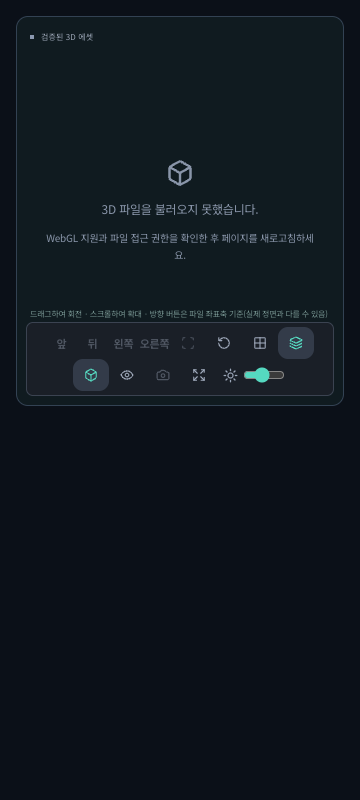 검증된 3D 에셋
3D 파일을 불러오지 못했습니다.
WebGL 지원과 파일 접근 권한을 확인한 후 페이지를 새로고침하세
요.
드래그하여 회전 · 스크롤하여 확대 · 방향 버튼은 파일 좌표축 기준(실제 정면과 다를 수 있음)
앞 뒤 왼쪽 오른쪽